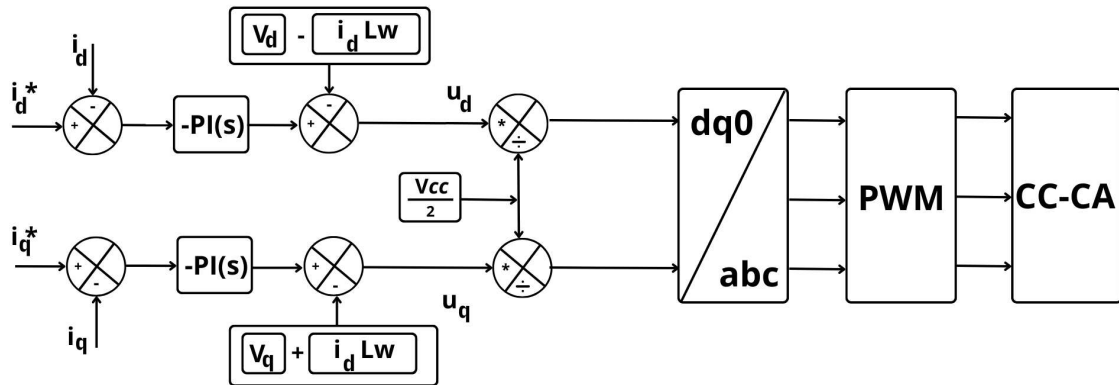 i_d
V_d - i_d Lw
i_d*
-
+
-PI(s)
-
+
u_d
*
÷
dq0
Vcc
2
PWM
CC-CA
i_q*
+
-
-PI(s)
+
-
*
÷
abc
i_q
u_q
V_q + i_d Lw